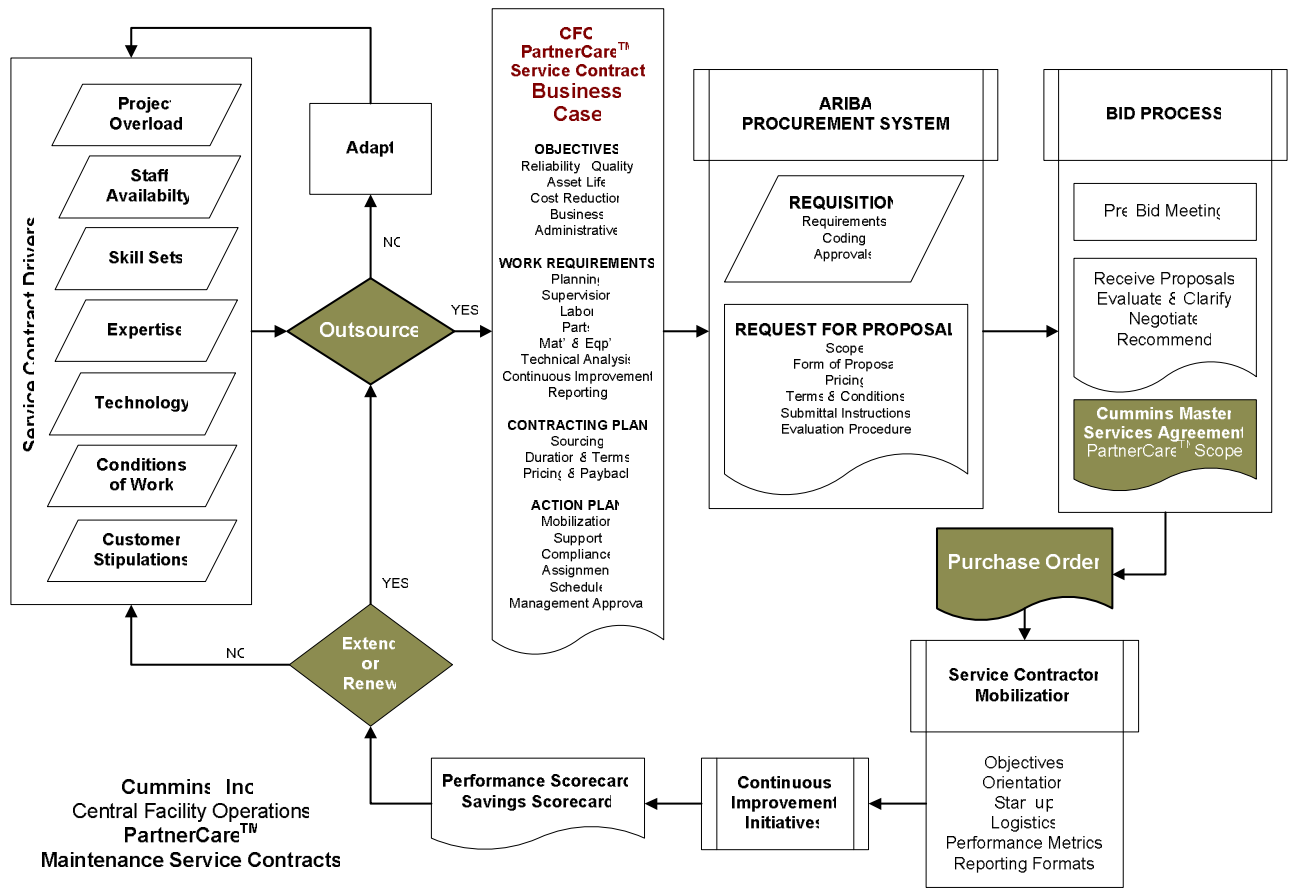 Service Contract Drivers
Project
Overload
Staff
Availabilty
Skill Sets
Expertise
Technology
Conditions
of Work
Customer
Stipulations
Adapt
NO
Outsource
YES
YES
NO
Extend
or
Renew
CFO
PartnerCare™
Service Contract
Business
Case
OBJECTIVES
Reliability Quality
Asset Life
Cost Reduction
Business
Administrative
WORK REQUIREMENTS
Planning
Supervision
Labor
Parts
Mat' & Eqp'
Technical Analysis
Continuous Improvement
Reporting
CONTRACTING PLAN
Sourcing
Duration & Terms
Pricing & Payback
ACTION PLAN
Mobilization
Support
Compliance
Assignment
Schedule
Management Approval
ARIBA
PROCUREMENT SYSTEM
REQUISITION
Requirements
Coding
Approvals
REQUEST FOR PROPOSAL
Scope
Form of Proposal
Pricing
Terms & Conditions
Submittal Instructions
Evaluation Procedure
BID PROCESS
Pre Bid Meeting
Receive Proposals
Evaluate & Clarify
Negotiate
Recommend
Cummins Master
Services Agreement
PartnerCare™ Scope
Purchase Order
Service Contractor
Mobilization
Objectives
Orientation
Start up
Logistics
Performance Metrics
Reporting Formats
Continuous
Improvement
Initiatives
Performance Scorecard
Savings Scorecard
Cummins Inc
Central Facility Operations
PartnerCare™
Maintenance Service Contracts